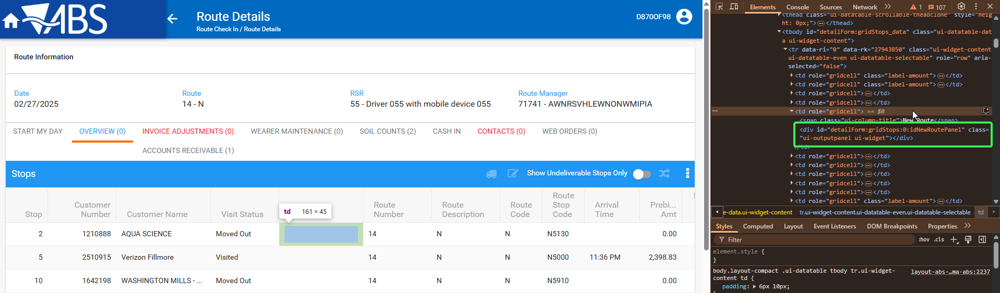 ABS
Route Details
Route Check In / Route Details
D870OF98
Route Information
Date
02/27/2025
Route
14 - N
RSR
55 - Driver 055 with mobile device 055
Route Manager
71741 - AWNRSVHLEWNONWMIPIA
START MY DAY
OVERVIEW (0)
INVOICE ADJUSTMENTS (0)
WEARER MAINTENANCE (0)
SOIL COUNTS (2)
CASH IN
CONTACTS (0)
WEB ORDERS (0)
ACCOUNTS RECEIVABLE (1)
Stops
Show Undeliverable Stops Only
Stop
Customer
Number
Customer Name
Visit Status
td 161 × 45
Route
Number
Route
Description
Route
Code
Route
Stop
Code
Arrival
Time
Prebi...
Amt
2 1210888 AQUA SCIENCE Moved Out 14 N N N5130 0.00
5 2510915 Verizon Fillmore Visited 14 N N N5000 11:36 PM 2,398.83
10 1642198 WASHINGTON MILLS - ... Moved Out 14 N N N5910 0.00
Elements Console Sources Network 1 107
<thead class="ui-datatable-scrollable-theadclone" style="heig
ht: 0px;">…</thead>
<tbody id="detailForm:gridStops_data" class="ui-datatable-dat
a ui-widget-content">
<tr data-ri="0" data-rk="27943850" class="ui-widget-content
ui-datatable-even ui-datatable-selectable" role="row" aria-
selected="false">
<td role="gridcell" class="label-amount">…</td>
<td role="gridcell" class="label-amount">…</td>
<td role="gridcell">…</td>
<td role="gridcell">…</td>
<td role="gridcell"> == $0
<span class="ui-column-title">New Route</span>
<div id="detailForm:gridStops:0:idNewRoutePanel" class=
"ui-outputpanel ui-widget"></div>
</td>
<td role="gridcell">…</td>
<td role="gridcell">…</td>
<td role="gridcell">…</td>
<td role="gridcell">…</td>
<td role="gridcell">…</td>
<td role="gridcell" class="label-amount">…</td>
e-data.ui-widget-content tr.ui-widget-content.ui-datatable-even.ui-datatable-selectable td
Styles Computed Layout Event Listeners DOM Breakpoints Properties
Filter :hov .cls
element.style {
}
body.layout-compact .ui-datatable tbody tr.ui-widget- layout-abs-…ma-abs:2237
content td {
padding: 6px 10px;